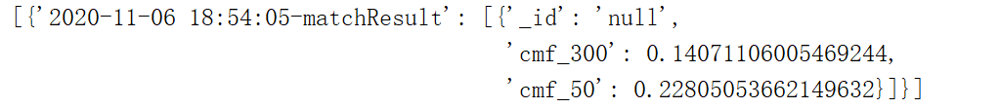 [{'2020-11-06 18:54:05-matchResult': [{'_id': 'null',
'cmf_300': 0.14071106005469244,
'cmf_50': 0.22805053662149632}]}]